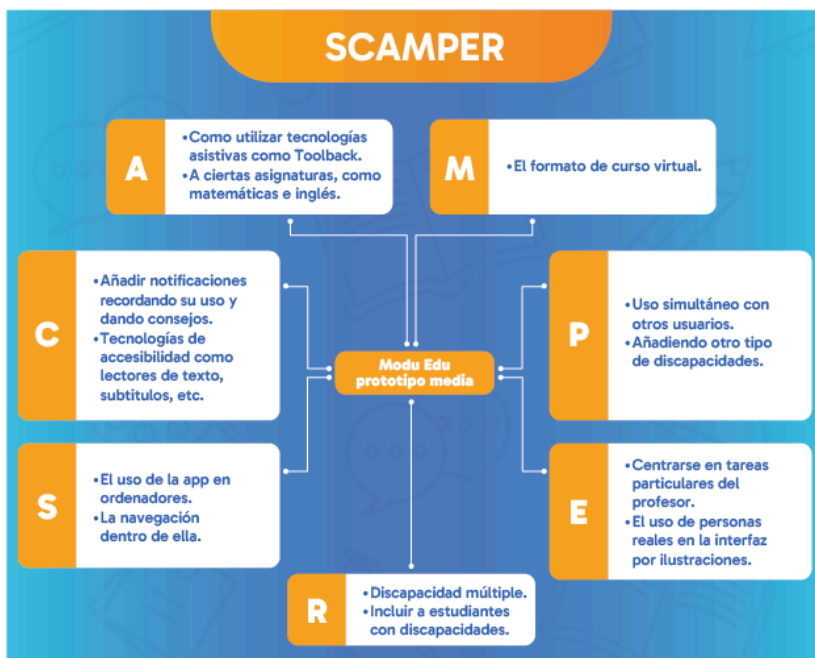 SCAMPER
A
•Como utilizar tecnologías
asistivas como Toolback.
•A ciertas asignaturas, como
matemáticas e inglés.
M
•El formato de curso virtual.
C
•Añadir notificaciones
recordando su uso y
dando consejos.
•Tecnologías de
accesibilidad como
lectores de texto,
subtitulos, etc.
P
•Uso simultáneo con
otros usuarios.
•Añadiendo otro tipo
de discapacidades.
Modu Edu
prototipo media
S
•El uso de la app en
ordenadores.
•La navegación
dentro de ella.
E
•Centrarse en tareas
particulares del
profesor.
•El uso de personas
reales en la interfaz
por ilustraciones.
R
•Discapacidad múltiple.
•Incluir a estudiantes
con discapacidades.